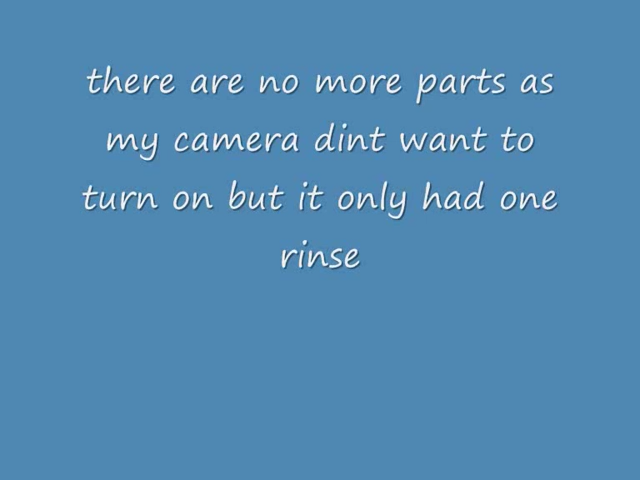 there are no more parts as
my camera dint want to
turn on but it only had one
rinse